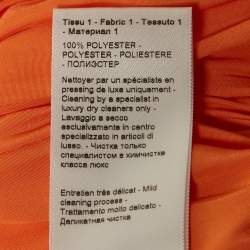 Tissu 1 - Fabric 1 - Tessuto 1
- Материал 1
100% POLYESTER -
POLYESTER - POLIESTERE
- ПОЛИЭСТЕР
Nettoyer par un spécialiste en
pressing de luxe uniquement -
Cleaning by a specialist in
luxury dry cleaners only -
Lavaggio a secco
esclusivamente in centro
specializzato in articoli di
lusso. - Чистка только
специалистом в химчистке
класса люкс
Entretien très délicat - Mild
cleaning process -
Trattamento molto delicato -
Деликатная чистка